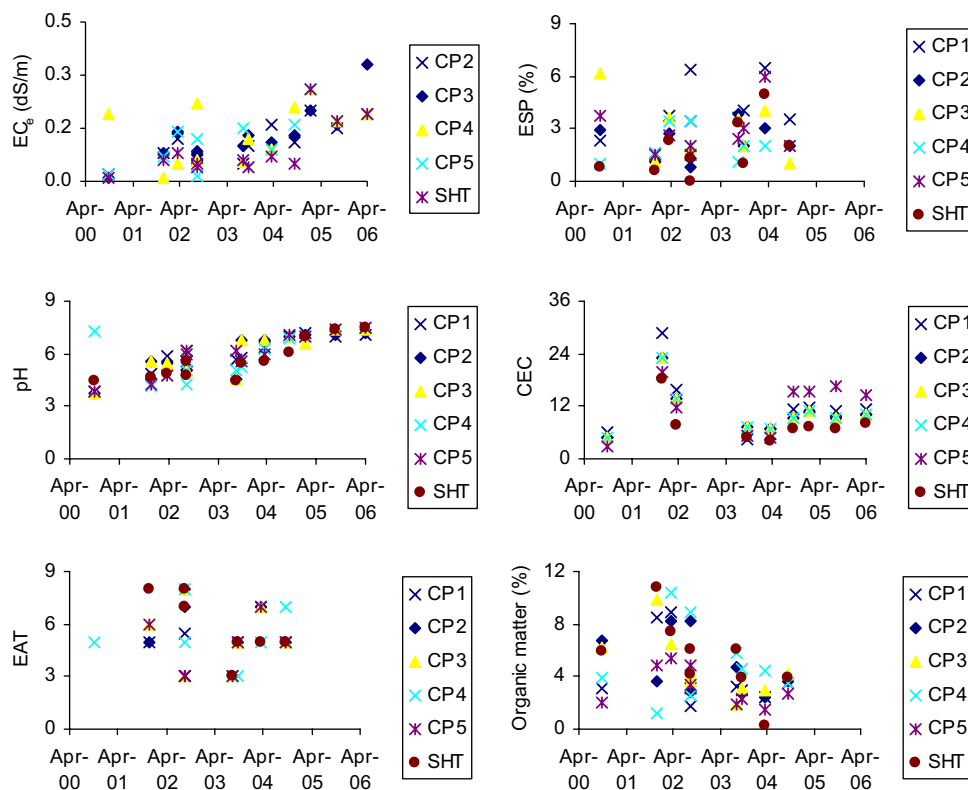 0.5
0.3
0.2
0.0
ECe (dS/m)
Apr- Apr- Apr- Apr- Apr- Apr- Apr-
00 01 02 03 04 05 06
CP2
CP3
CP4
CP5
SHT
9
6
3
0
ESP (%)
Apr- Apr- Apr- Apr- Apr- Apr- Apr-
00 01 02 03 04 05 06
CP1
CP2
CP3
CP4
CP5
SHT
9
6
3
0
pH
Apr- Apr- Apr- Apr- Apr- Apr- Apr-
00 01 02 03 04 05 06
CP1
CP2
CP3
CP4
CP5
SHT
36
24
12
0
CEC
Apr- Apr- Apr- Apr- Apr- Apr- Apr-
00 01 02 03 04 05 06
CP1
CP2
CP3
CP4
CP5
SHT
9
6
3
0
EAT
Apr- Apr- Apr- Apr- Apr- Apr- Apr-
00 01 02 03 04 05 06
CP1
CP2
CP3
CP4
CP5
SHT
12
8
4
0
Organic matter (%)
Apr- Apr- Apr- Apr- Apr- Apr- Apr-
00 01 02 03 04 05 06
CP1
CP2
CP3
CP4
CP5
SHT